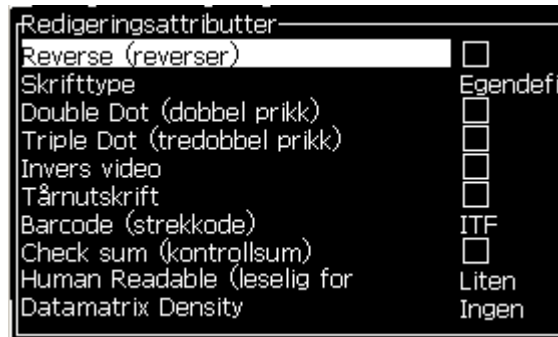 Redigeringsattributter
Reverse (reverser)
Skrifttype Egendefi
Double Dot (dobbel prikk)
Triple Dot (tredobbel prikk)
Invers video
Tårnutskrift
Barcode (strekkode) ITF
Check sum (kontrollsum)
Human Readable (leselig for Liten
Datamatrix Density Ingen